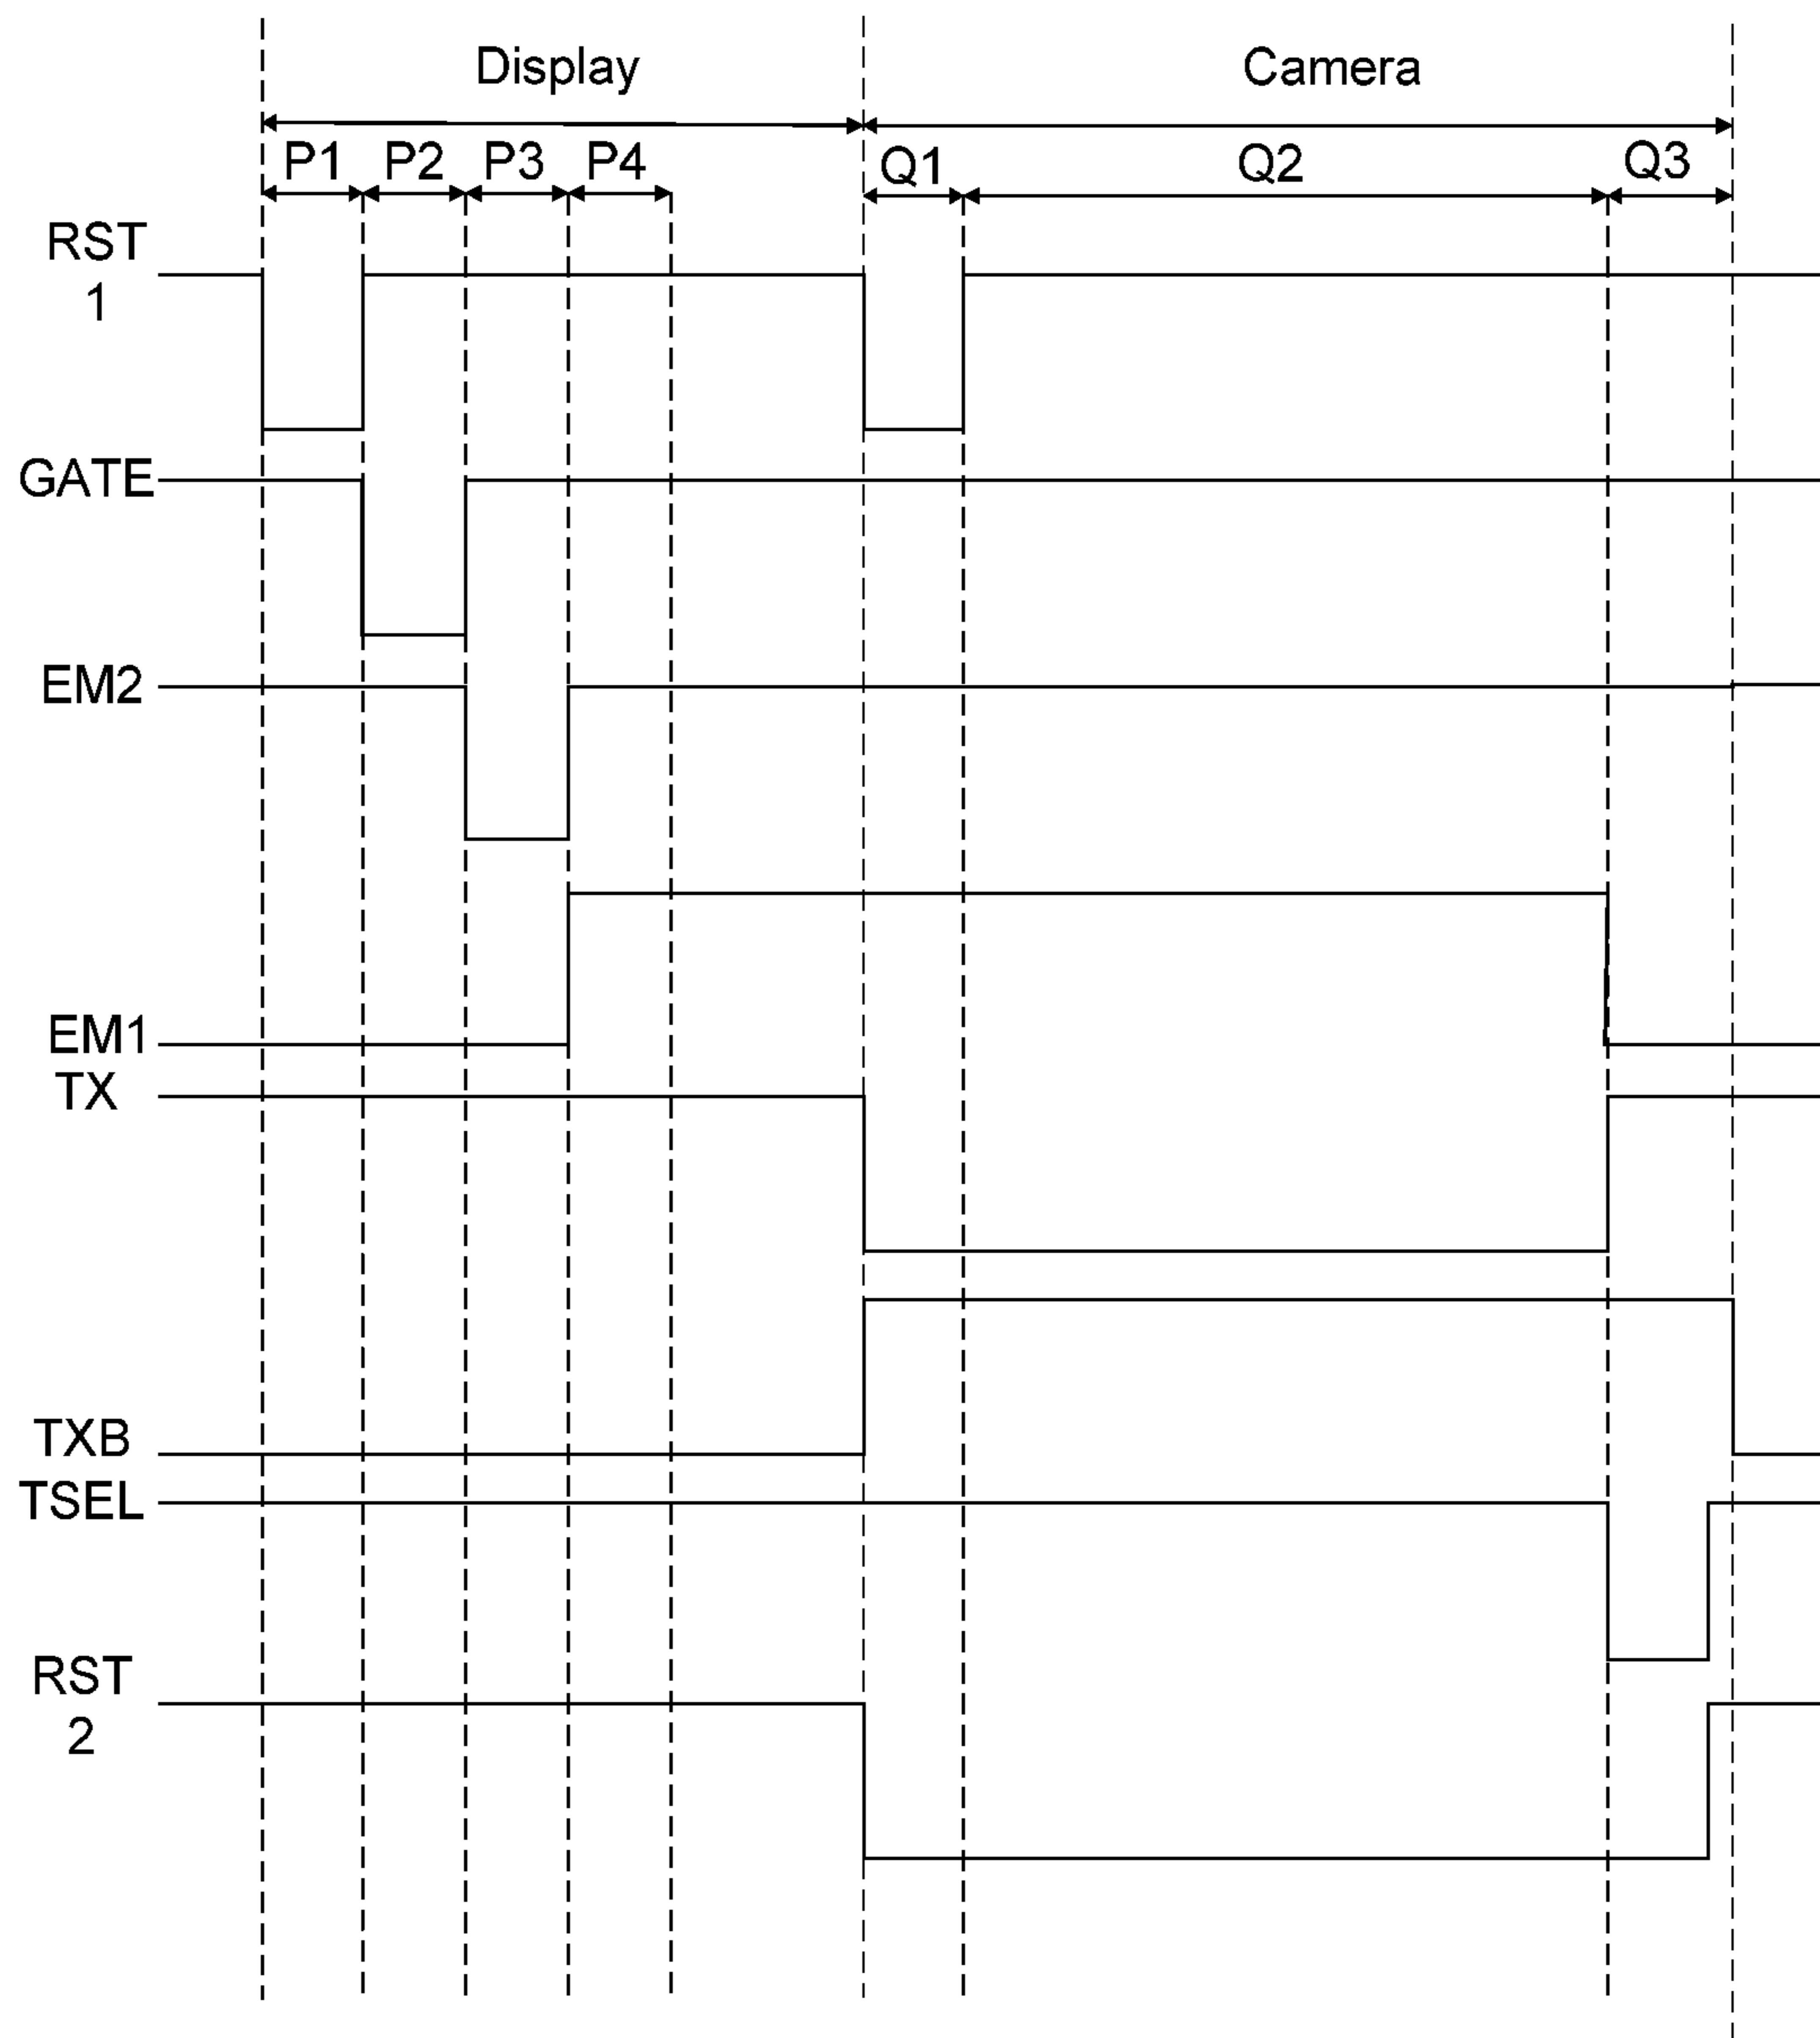 Display
Camera
P1
P2
P3
P4
Q1
Q2
Q3
RST
1
GATE
EM2
EM1
TX
TXB
TSEL
RST
2